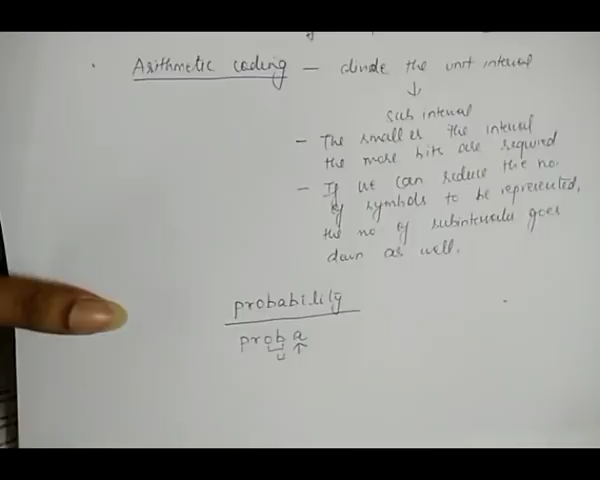 Arithmetic coding – divide the unit interval
↓
sub interval
– The smaller the interval
the more bits are required
– If we can reduce the no.
of symbols to be represented,
the no of subintervals goes
down as well.
probability
proba